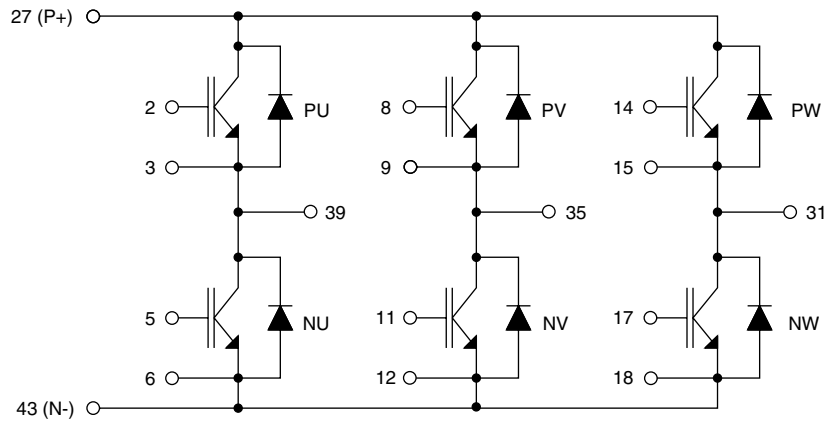 27 (P+)
2 PU 8 PV 14 PW
3 9 15
39 35 31
5 NU 11 NV 17 NW
6 12 18
43 (N-)